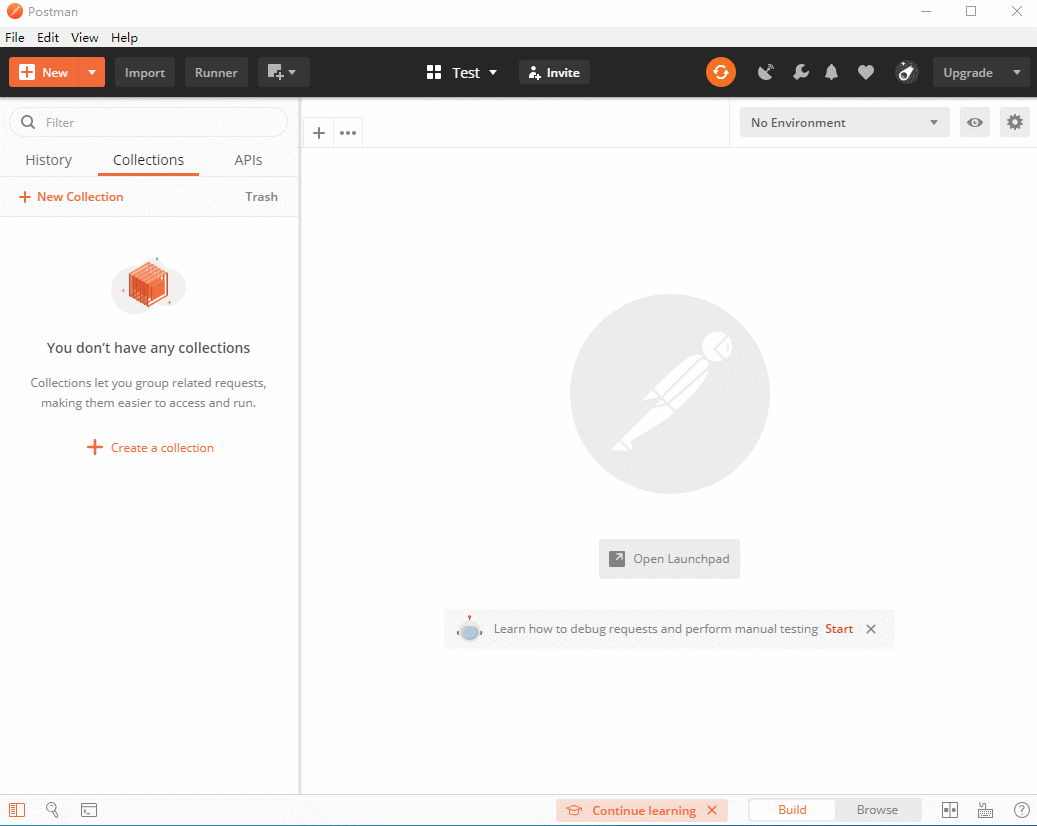 Postman
File Edit View Help
New Import Runner Test Invite Upgrade
Filter
No Environment
History Collections APIs
New Collection Trash
You don’t have any collections
Collections let you group related requests,
making them easier to access and run.
Create a collection
Open Launchpad
Learn how to debug requests and perform manual testing Start
Continue learning Build Browse